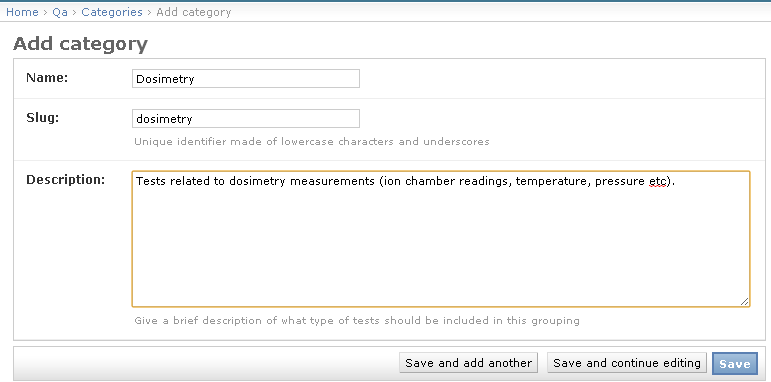 Home › Qa › Categories › Add category
Add category
Name: Dosimetry
Slug: dosimetry
Unique identifier made of lowercase characters and underscores
Description: Tests related to dosimetry measurements (ion chamber readings, temperature, pressure etc).
Give a brief description of what type of tests should be included in this grouping
Save and add another Save and continue editing Save